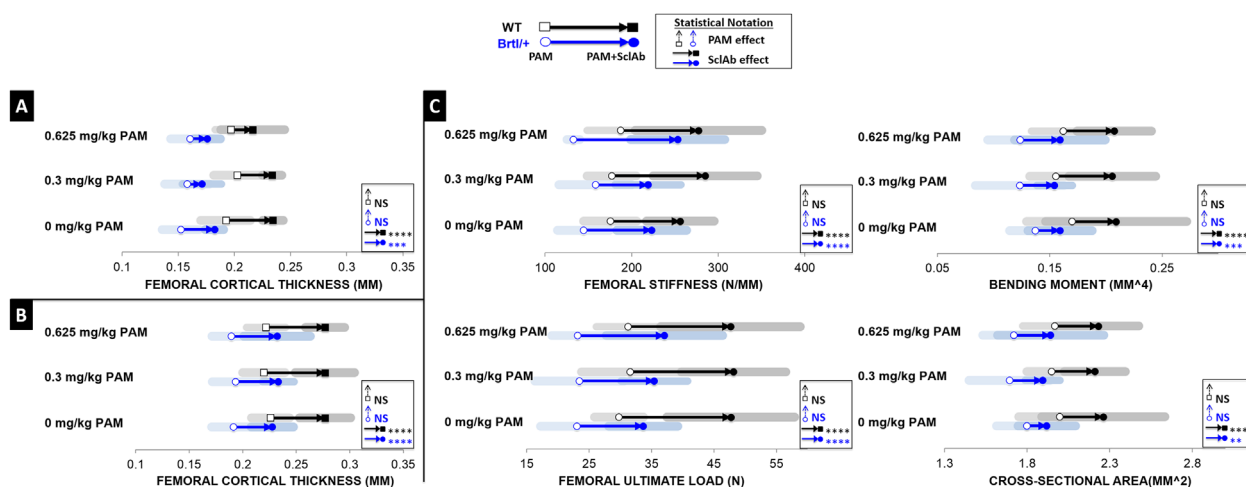 WT
Brtl/+
PAM PAM+SclAb
Statistical Notation
PAM effect
SclAb effect
A
0.625 mg/kg PAM
0.3 mg/kg PAM
0 mg/kg PAM
NS
NS
****
***
0.1 0.15 0.2 0.25 0.3 0.35
FEMORAL CORTICAL THICKNESS (MM)
B
0.625 mg/kg PAM
0.3 mg/kg PAM
0 mg/kg PAM
NS
NS
****
****
0.1 0.15 0.2 0.25 0.3 0.35
FEMORAL CORTICAL THICKNESS (MM)
C
0.625 mg/kg PAM
0.3 mg/kg PAM
0 mg/kg PAM
NS
NS
****
****
100 200 300 400
FEMORAL STIFFNESS (N/MM)
0.625 mg/kg PAM
0.3 mg/kg PAM
0 mg/kg PAM
NS
NS
****
***
0.05 0.15 0.25
BENDING MOMENT (MM^4)
0.625 mg/kg PAM
0.3 mg/kg PAM
0 mg/kg PAM
NS
NS
****
****
15 25 35 45 55
FEMORAL ULTIMATE LOAD (N)
0.625 mg/kg PAM
0.3 mg/kg PAM
0 mg/kg PAM
NS
NS
***
**
1.3 1.8 2.3 2.8
CROSS-SECTIONAL AREA(MM^2)